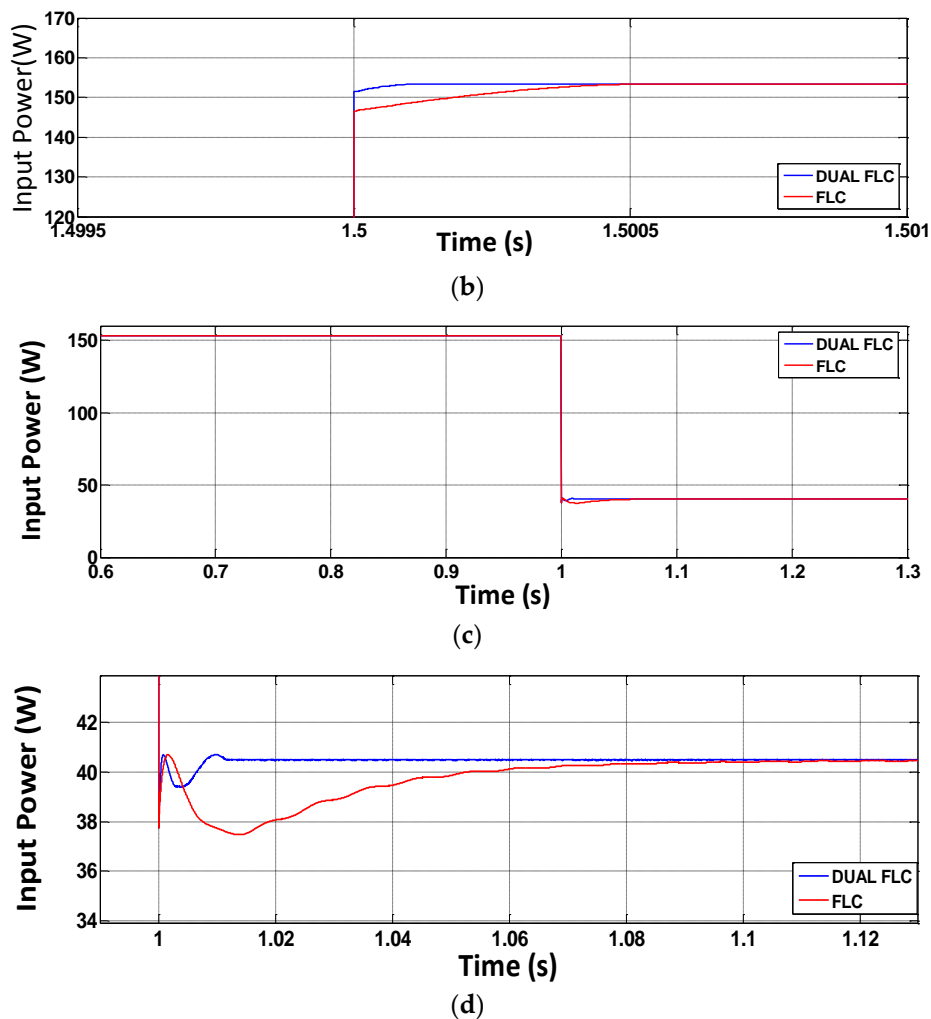 170
160
150
140
130
120
Input Power(W)
DUAL FLC
FLC
1.4995 1.5 1.5005 1.501
Time (s)
(b)
150
100
50
0
Input Power (W)
DUAL FLC
FLC
0.6 0.7 0.8 0.9 1 1.1 1.2 1.3
Time (s)
(c)
42
40
38
36
34
Input Power (W)
DUAL FLC
FLC
1 1.02 1.04 1.06 1.08 1.1 1.12
Time (s)
(d)